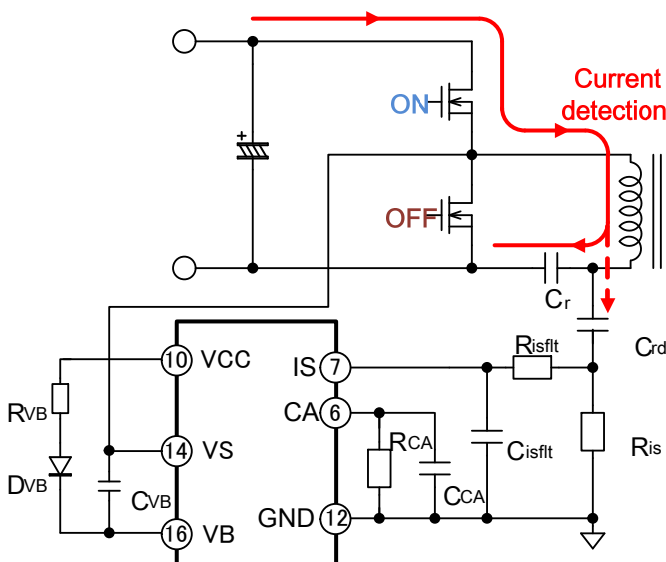 Current
detection
ON
OFF
+
Cr
Crd
10 VCC
IS 7
Risflt
RVB
CA 6
RCA
14 VS
Cisflt
Ris
DVB
CVB
CCA
GND 12
16 VB